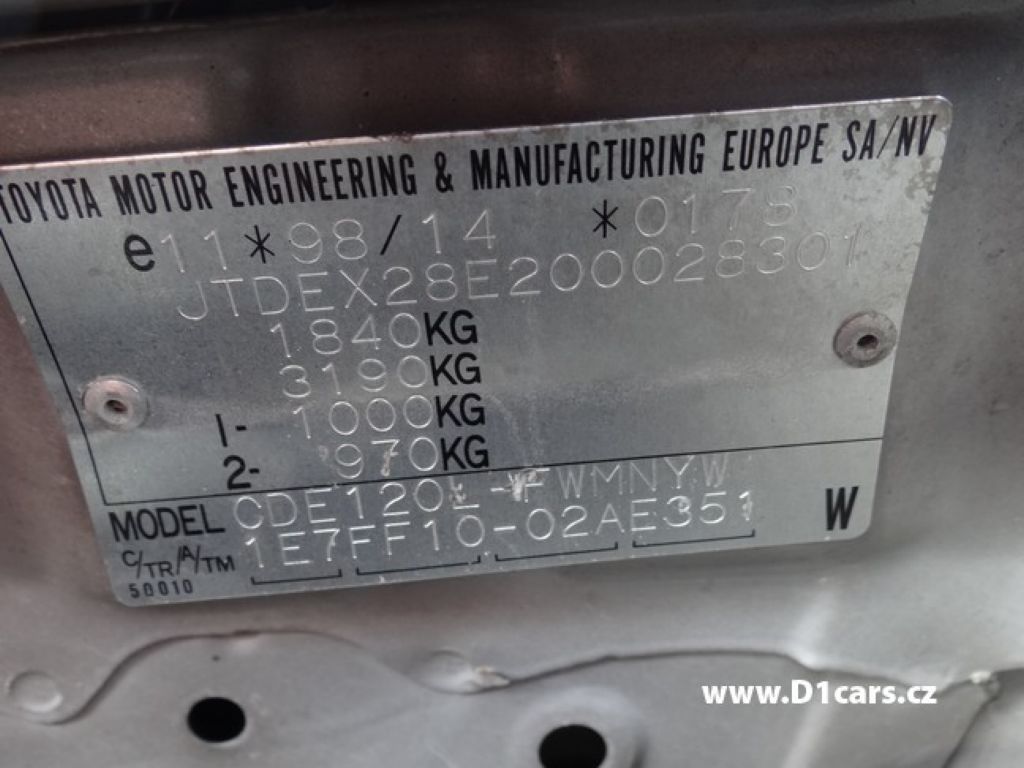 TOYOTA MOTOR ENGINEERING & MANUFACTURING EUROPE SA/NV
e11*98/14 *0178
JTDEX28E200028301
1840KG
3190KG
1- 1000KG
2- 970KG
MODEL CDE120L-FWMNYW
C/TR/A/TM 1E7FF10-02AE351 W
50010
www.D1cars.cz